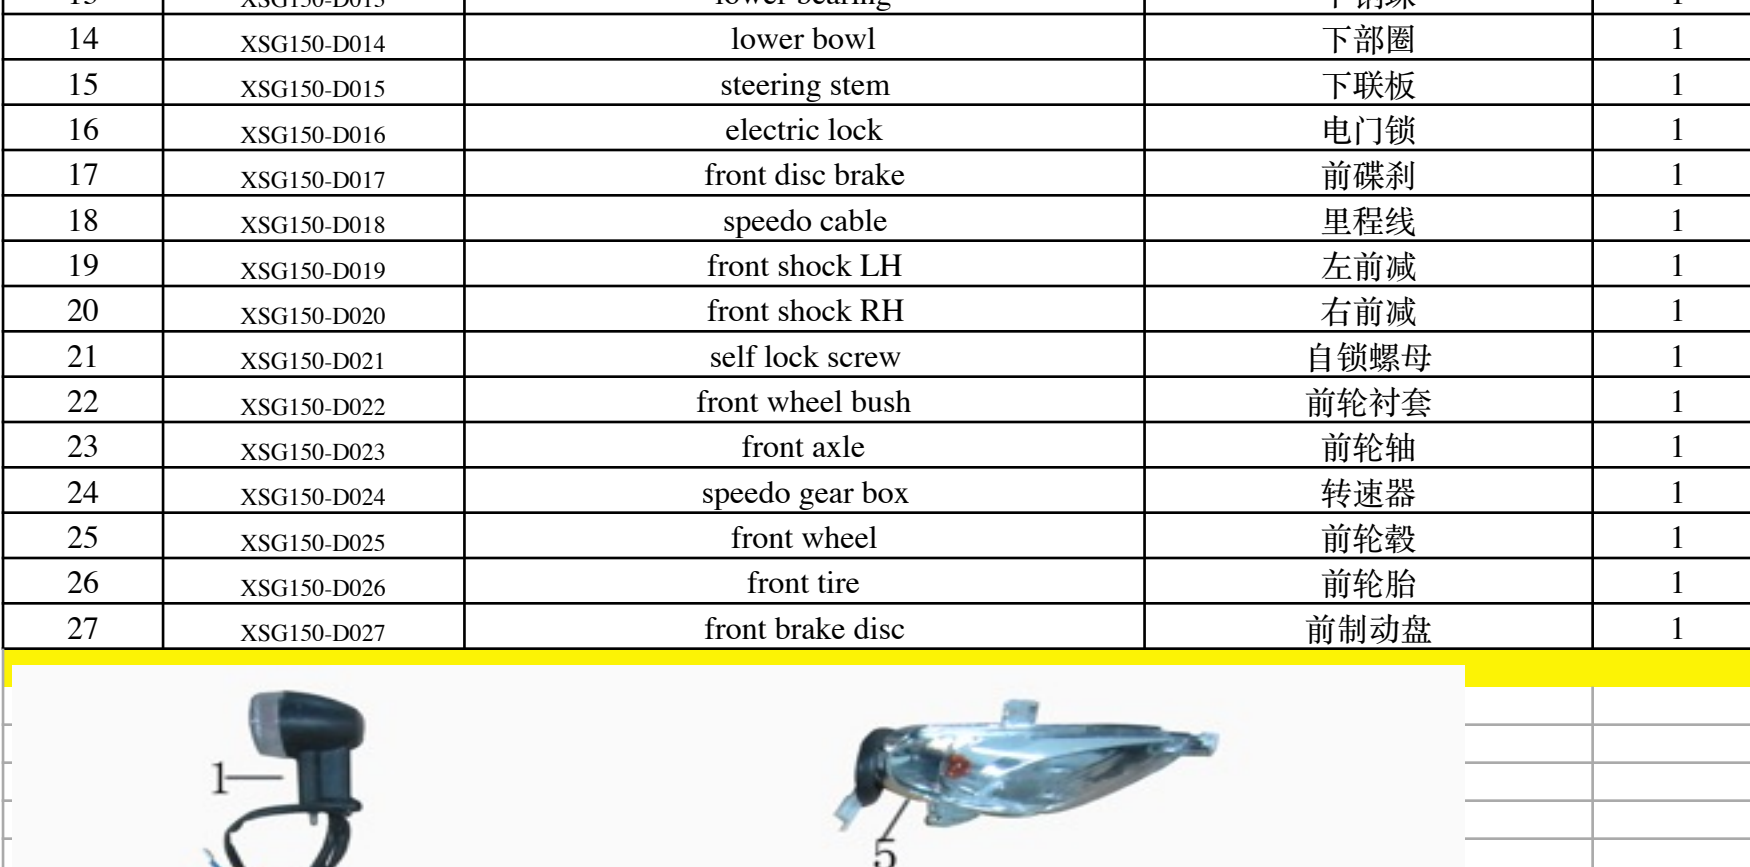 14 XSG150-D014 lower bowl 下部圈 1
15 XSG150-D015 steering stem 下联板 1
16 XSG150-D016 electric lock 电门锁 1
17 XSG150-D017 front disc brake 前碟刹 1
18 XSG150-D018 speedo cable 里程线 1
19 XSG150-D019 front shock LH 左前减 1
20 XSG150-D020 front shock RH 右前减 1
21 XSG150-D021 self lock screw 自锁螺母 1
22 XSG150-D022 front wheel bush 前轮衬套 1
23 XSG150-D023 front axle 前轮轴 1
24 XSG150-D024 speedo gear box 转速器 1
25 XSG150-D025 front wheel 前轮毂 1
26 XSG150-D026 front tire 前轮胎 1
27 XSG150-D027 front brake disc 前制动盘 1
1
5